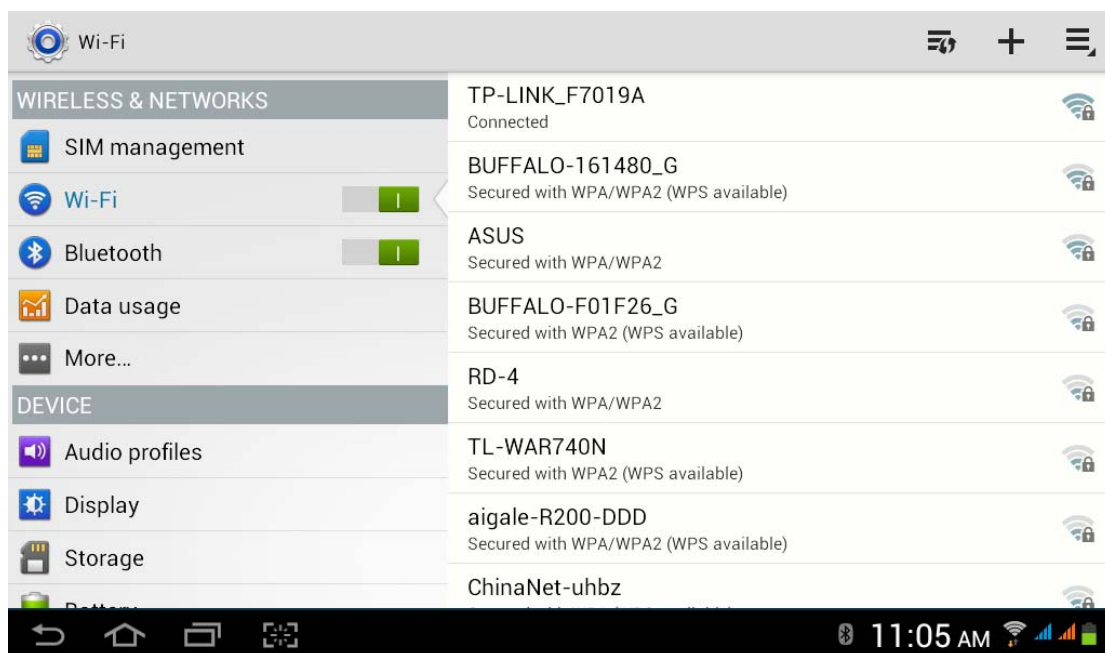 Wi-Fi
WIRELESS & NETWORKS
SIM management
Wi-Fi
Bluetooth
Data usage
More...
DEVICE
Audio profiles
Display
Storage
TP-LINK_F7019A
Connected
BUFFALO-161480_G
Secured with WPA/WPA2 (WPS available)
ASUS
Secured with WPA/WPA2
BUFFALO-F01F26_G
Secured with WPA2 (WPS available)
RD-4
Secured with WPA/WPA2
TL-WAR740N
Secured with WPA2 (WPS available)
aigale-R200-DDD
Secured with WPA/WPA2 (WPS available)
ChinaNet-uhbz
11:05 AM